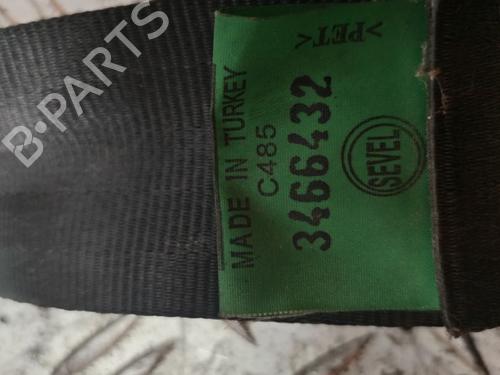 B·PARTS
>PET<
MADE IN TURKEY
C485
3466432
SEVEL